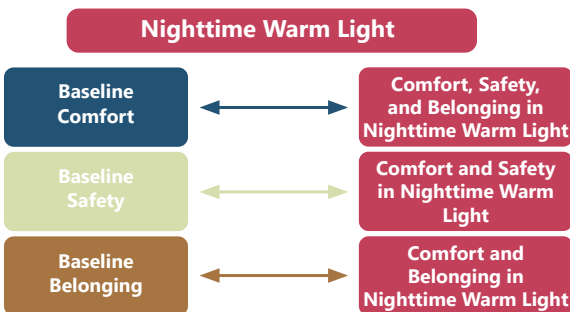 Nighttime Warm Light
Baseline
Comfort
Comfort, Safety,
and Belonging in
Nighttime Warm Light
Baseline
Safety
Comfort and Safety
in Nighttime Warm
Light
Baseline
Belonging
Comfort and
Belonging in
Nighttime Warm Light